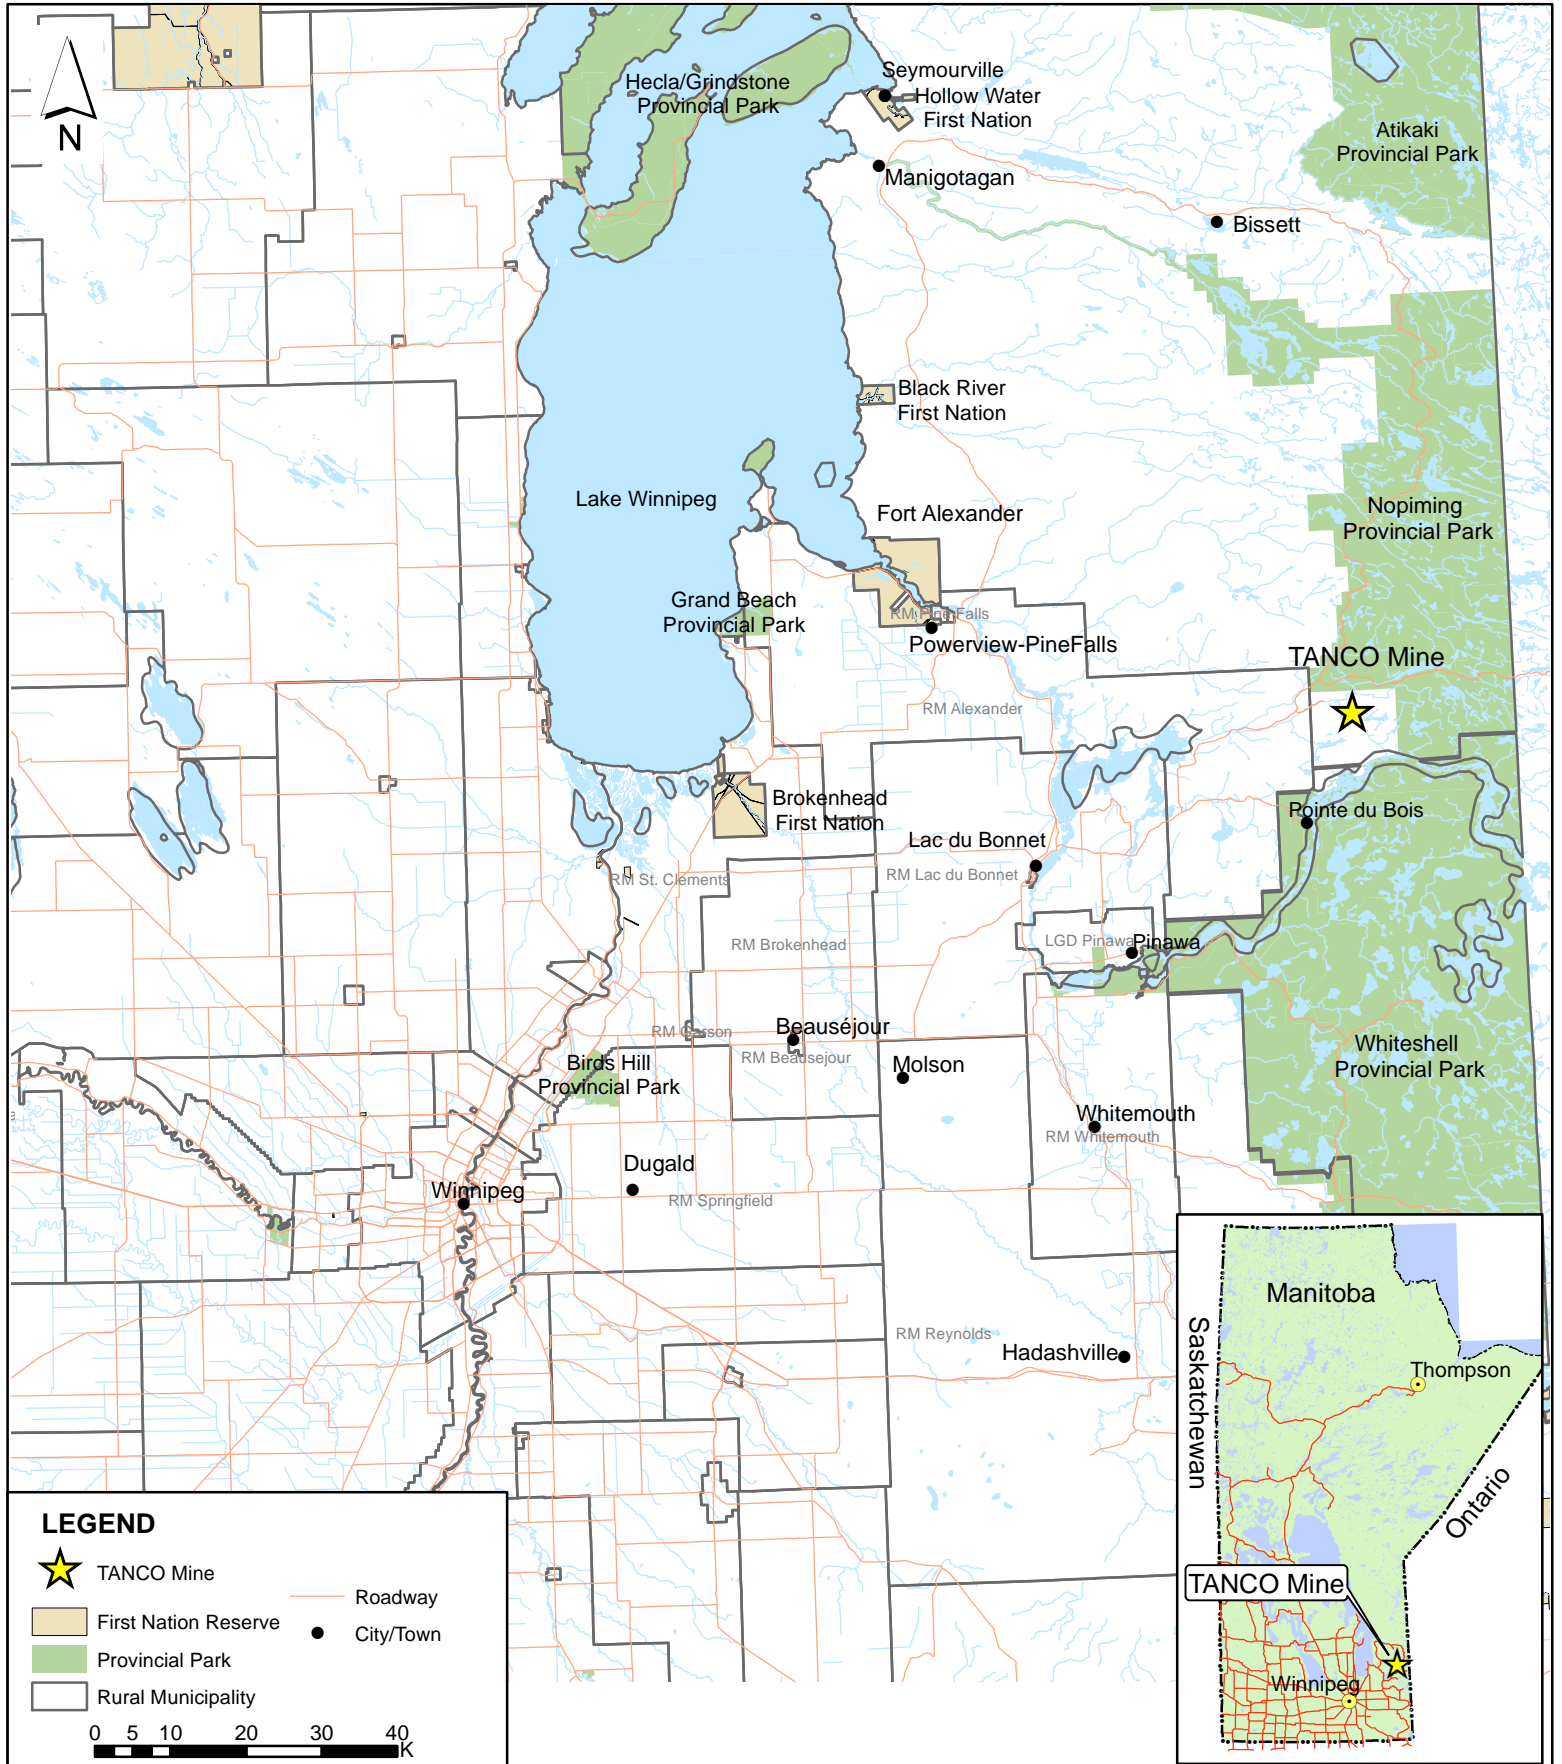 N
Hecla/Grindstone
Provincial Park
Seymourville
Hollow Water
First Nation
Atikaki
Provincial Park
Manigotagan
Bissett
Black River
First Nation
Lake Winnipeg
Fort Alexander
Nopiming
Provincial Park
Grand Beach
Provincial Park
RM Pine Falls
Powerview-PineFalls
TANCO Mine
RM Alexander
Brokenhead
First Nation
Pointe du Bois
Lac du Bonnet
RM Lac du Bonnet
RM St. Clements
RM Brokenhead
LGD Pinawa
Pinawa
RM Garson
Beauséjour
RM Beausejour
Birds Hill
Provincial Park
Molson
Whiteshell
Provincial Park
Whitemouth
RM Whitemouth
Dugald
Winnipeg
RM Springfield
RM Reynolds
Hadashville
Manitoba
Saskatchewan
Thompson
Ontario
TANCO Mine
Winnipeg
LEGEND
TANCO Mine
First Nation Reserve
Provincial Park
Rural Municipality
Roadway
City/Town
0 5 10 20 30 40
K